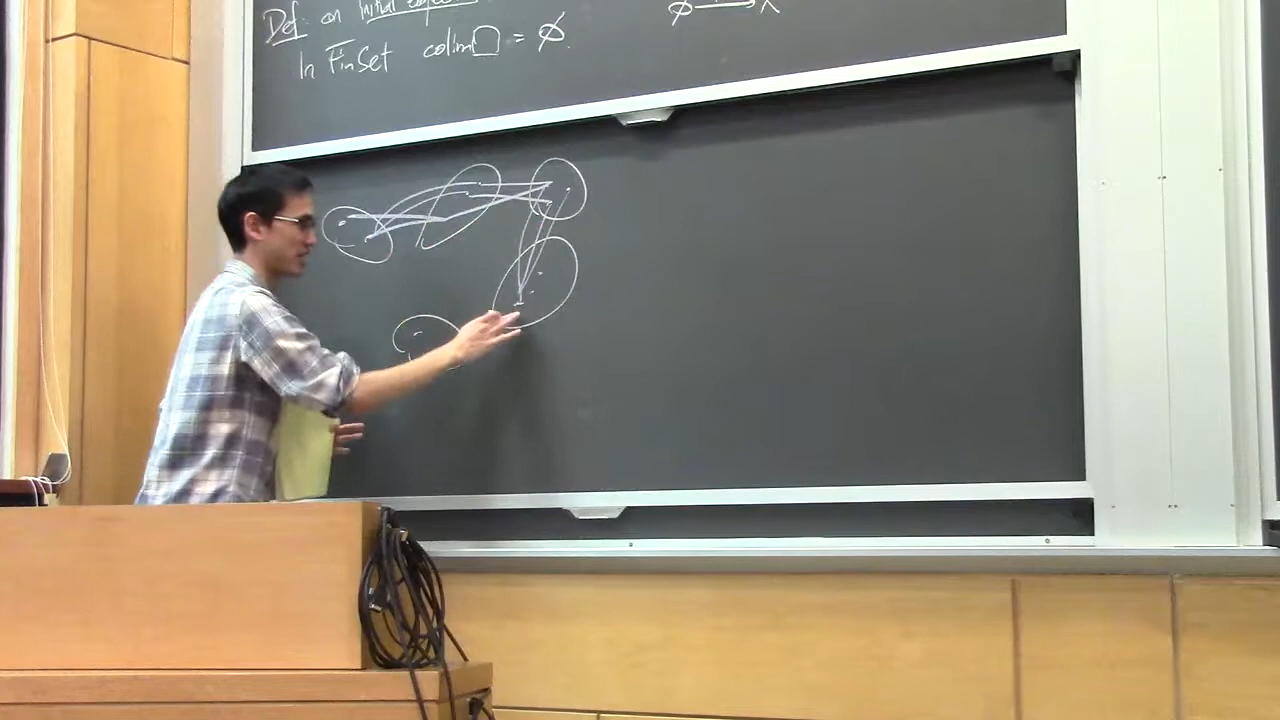 Def: an Initial
In FinSet colim = ∅.
∅ → X